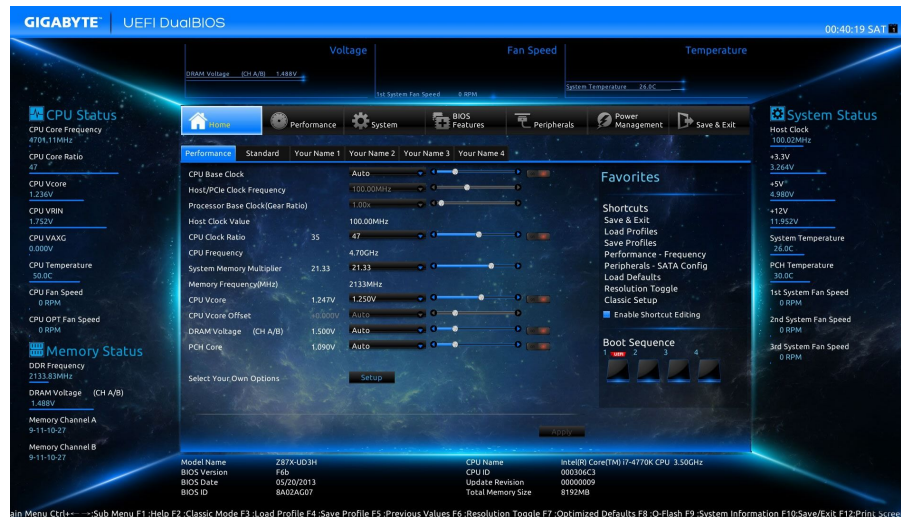 GIGABYTE™ UEFI DualBIOS
00:40:19 SAT
Voltage Fan Speed Temperature
DRAM Voltage (CH A/B) 1.488V
1st System Fan Speed 0 RPM
System Temperature 26.0C
CPU Status
CPU Core Frequency
4701.11MHz
CPU Core Ratio
47
CPU Vcore
1.236V
CPU VRIN
1.752V
CPU VAXG
0.000V
CPU Temperature
50.0C
CPU Fan Speed
0 RPM
CPU OPT Fan Speed
0 RPM
Memory Status
DDR Frequency
2133.83MHz
DRAM Voltage (CH A/B)
1.488V
Memory Channel A
9-11-10-27
Memory Channel B
9-11-10-27
Home Performance System BIOS Features Peripherals Power Management Save & Exit
Performance Standard Your Name 1 Your Name 2 Your Name 3 Your Name 4
CPU Base Clock Auto
Host/PCIe Clock Frequency 100.00MHz
Processor Base Clock(Gear Ratio) 1.00x
Host Clock Value 100.00MHz
CPU Clock Ratio 35 47
CPU Frequency 4.70GHz
System Memory Multiplier 21.33 21.33
Memory Frequency(MHz) 2133MHz
CPU Vcore 1.247V 1.250V
CPU Vcore Offset +0.000V Auto
DRAM Voltage (CH A/B) 1.500V Auto
PCH Core 1.090V Auto
Select Your Own Options Setup
Apply
Favorites
Shortcuts
Save & Exit
Load Profiles
Save Profiles
Performance - Frequency
Peripherals - SATA Config
Load Defaults
Resolution Toggle
Classic Setup
Enable Shortcut Editing
Boot Sequence
1 UEFI 2 3 4
System Status
Host Clock
100.02MHz
+3.3V
3.264V
+5V
4.980V
+12V
11.952V
System Temperature
26.0C
PCH Temperature
30.0C
1st System Fan Speed
0 RPM
2nd System Fan Speed
0 RPM
3rd System Fan Speed
0 RPM
Model Name Z87X-UD3H CPU Name Intel(R) Core(TM) i7-4770K CPU 3.50GHz
BIOS Version F6b CPU ID 000306C3
BIOS Date 05/20/2013 Update Revision 00000009
BIOS ID 8A02AG07 Total Memory Size 8192MB
ain Menu Ctrl+← →:Sub Menu F1 :Help F2 :Classic Mode F3 :Load Profile F4 :Save Profile F5 :Previous Values F6 :Resolution Toggle F7 :Optimized Defaults F8 :Q-Flash F9 :System Information F10:Save/Exit F12:Print Scree